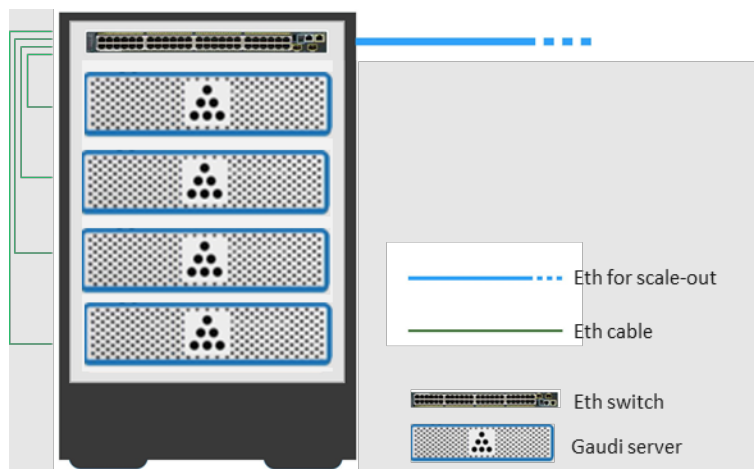 Eth for scale-out
Eth cable
Eth switch
Gaudi server